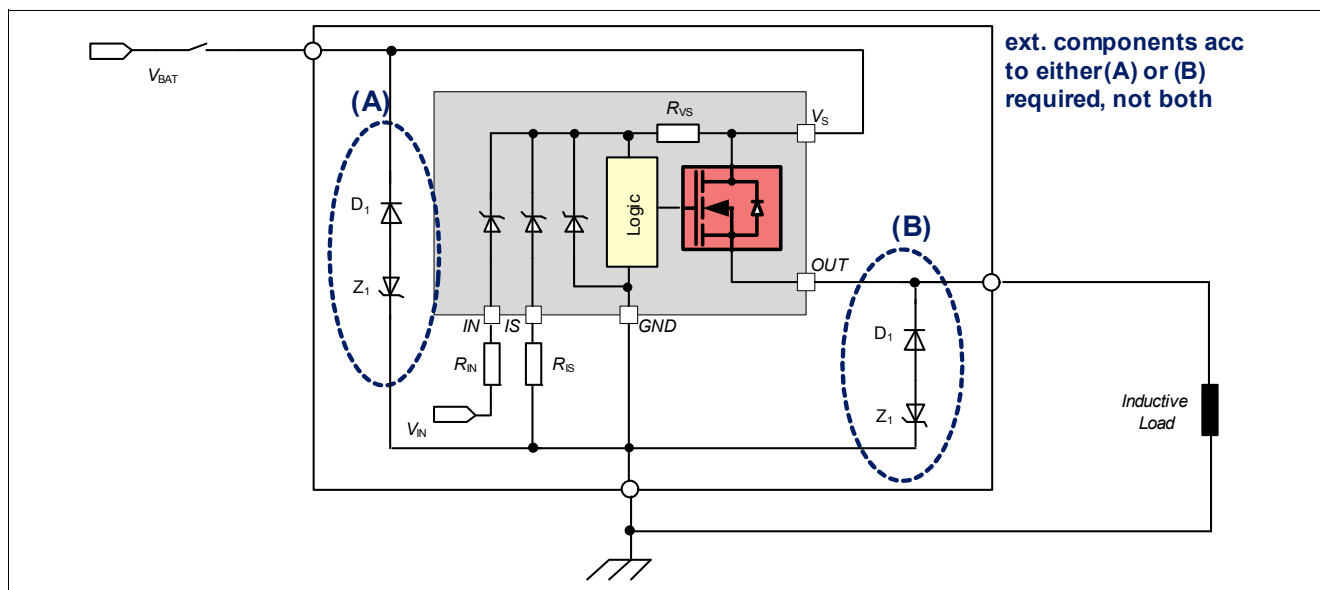 ext. components acc
to either (A) or (B)
required, not both
VBAT
(A)
RVS
VS
D1
Z1
Logic
(B)
OUT
IN
IS
GND
D1
RIN
RIS
Z1
VIN
Inductive
Load